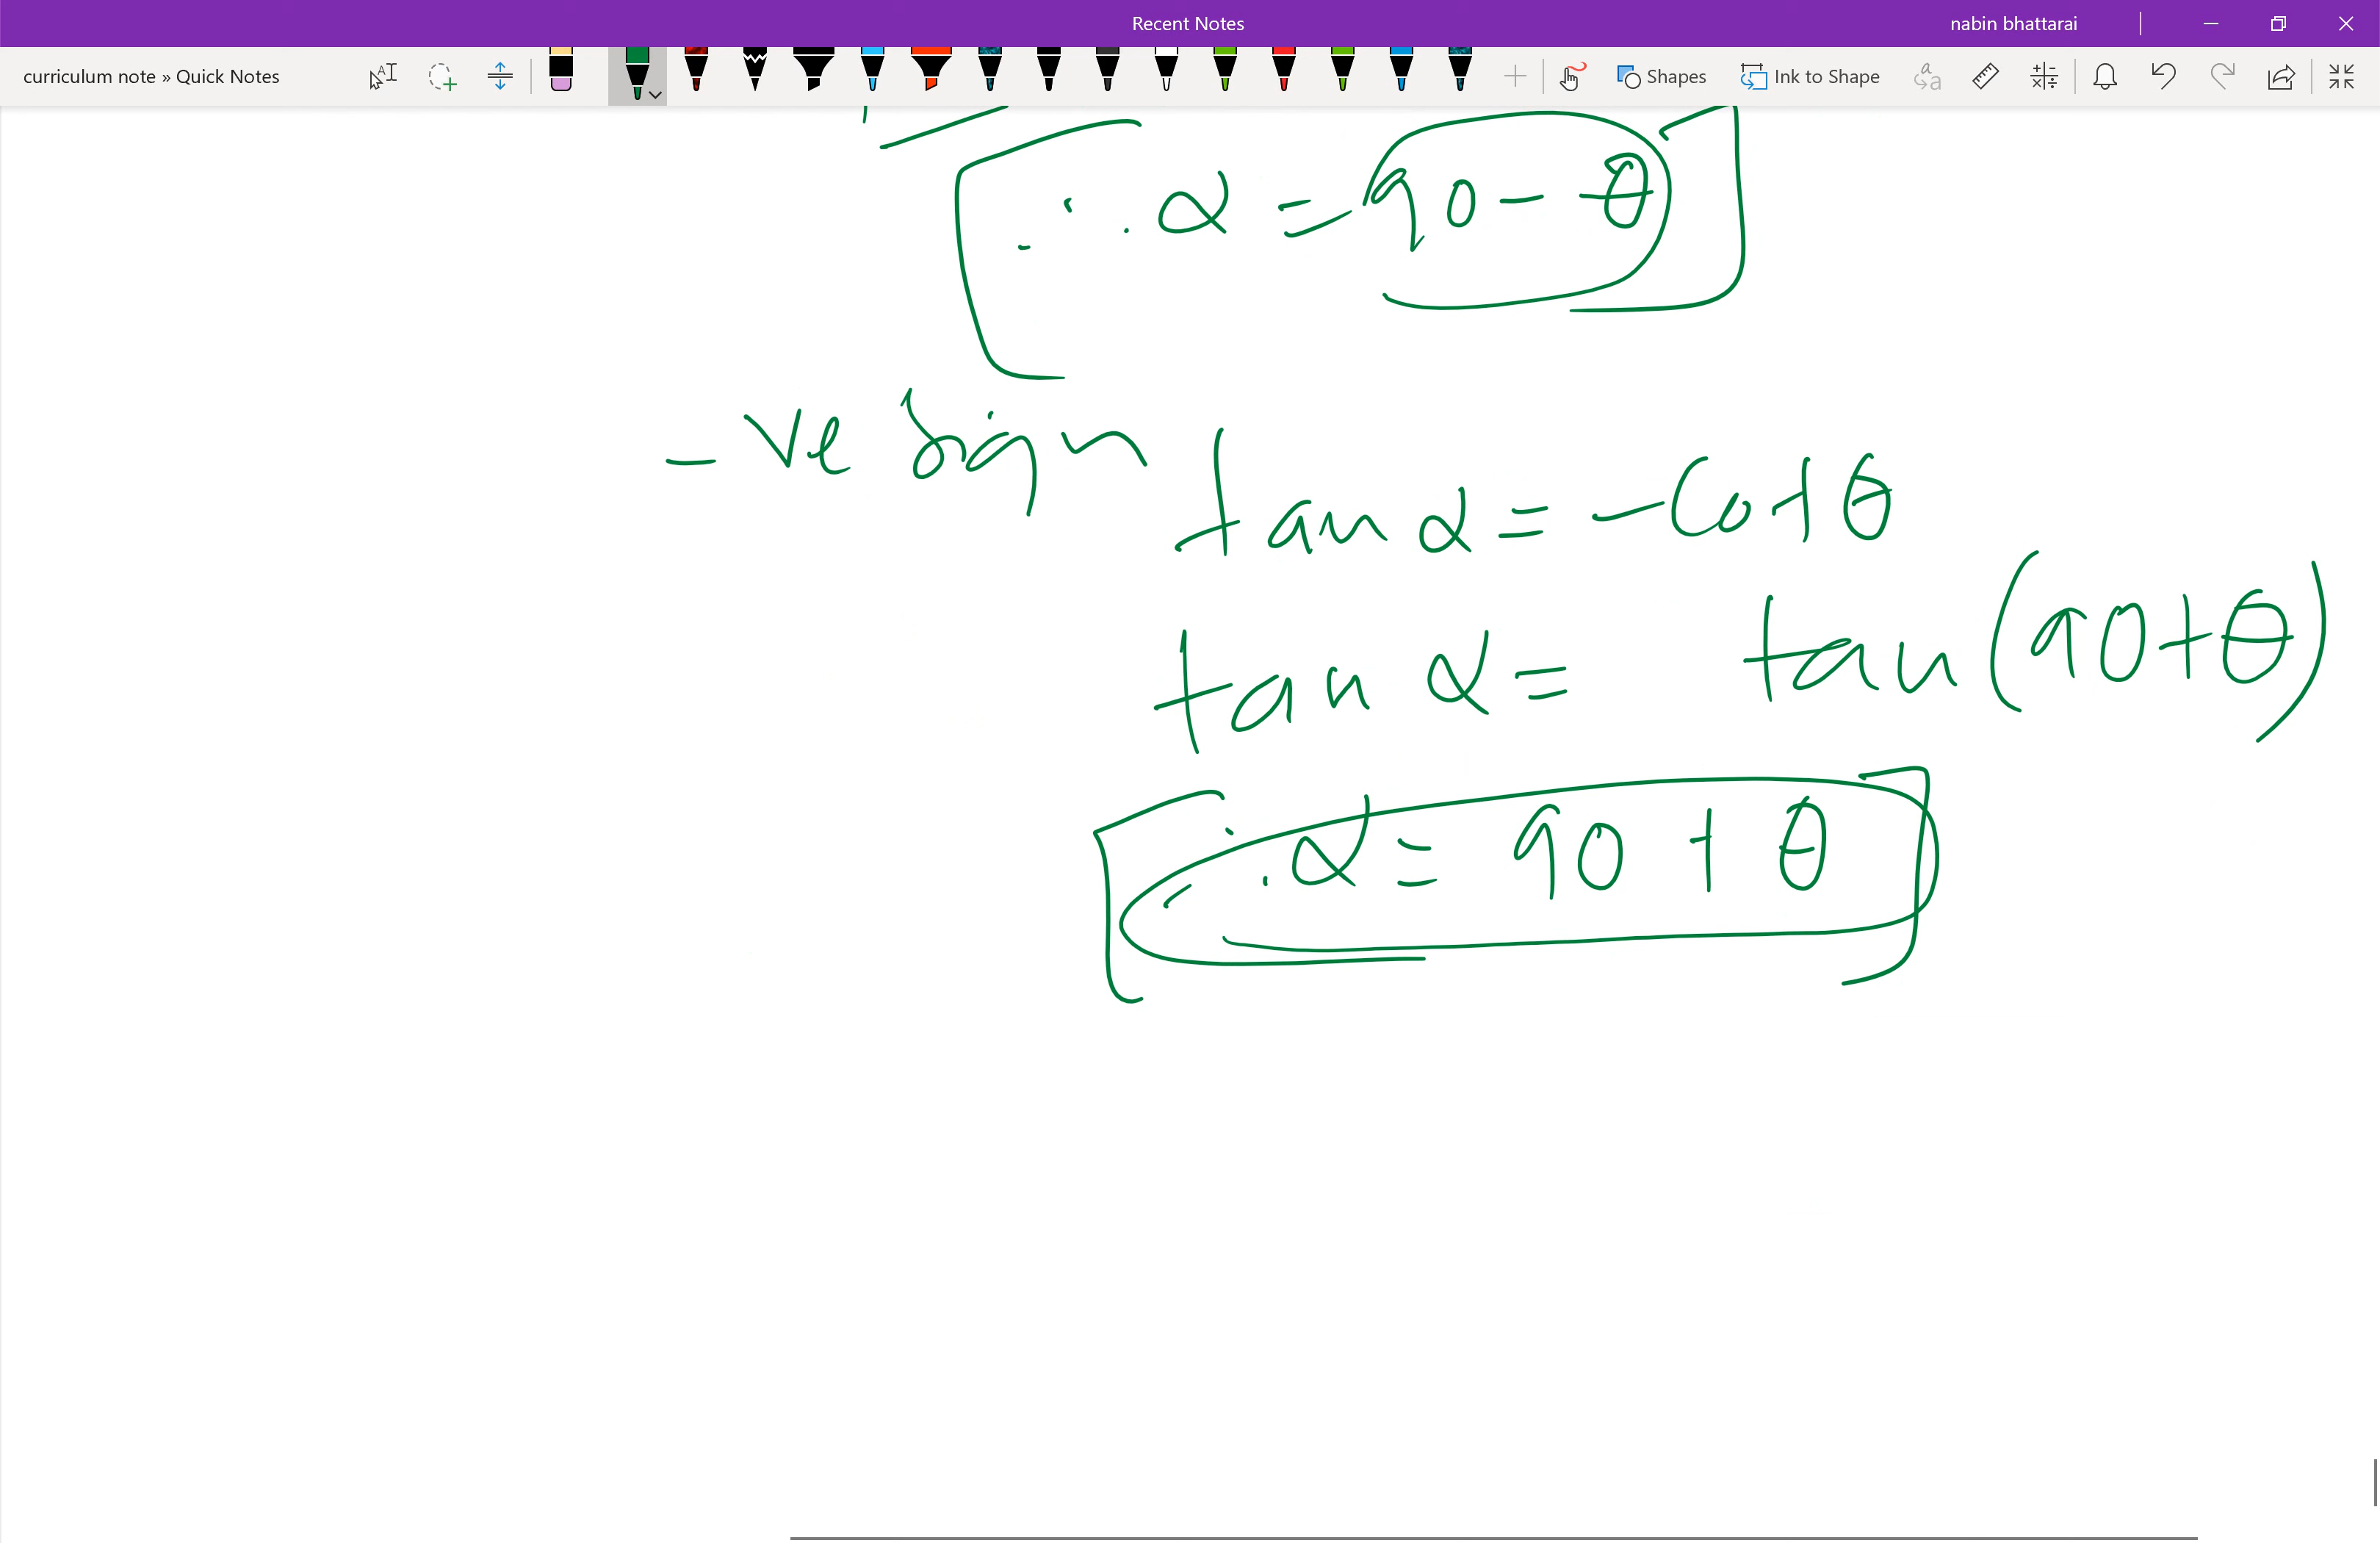 Recent Notes
nabin bhattarai
curriculum note » Quick Notes
Shapes
Ink to Shape
∴ α = 90 - θ
- ve sign
tan α = - Cot θ
tan α = tan (90+θ)
∴ α = 90 + θ